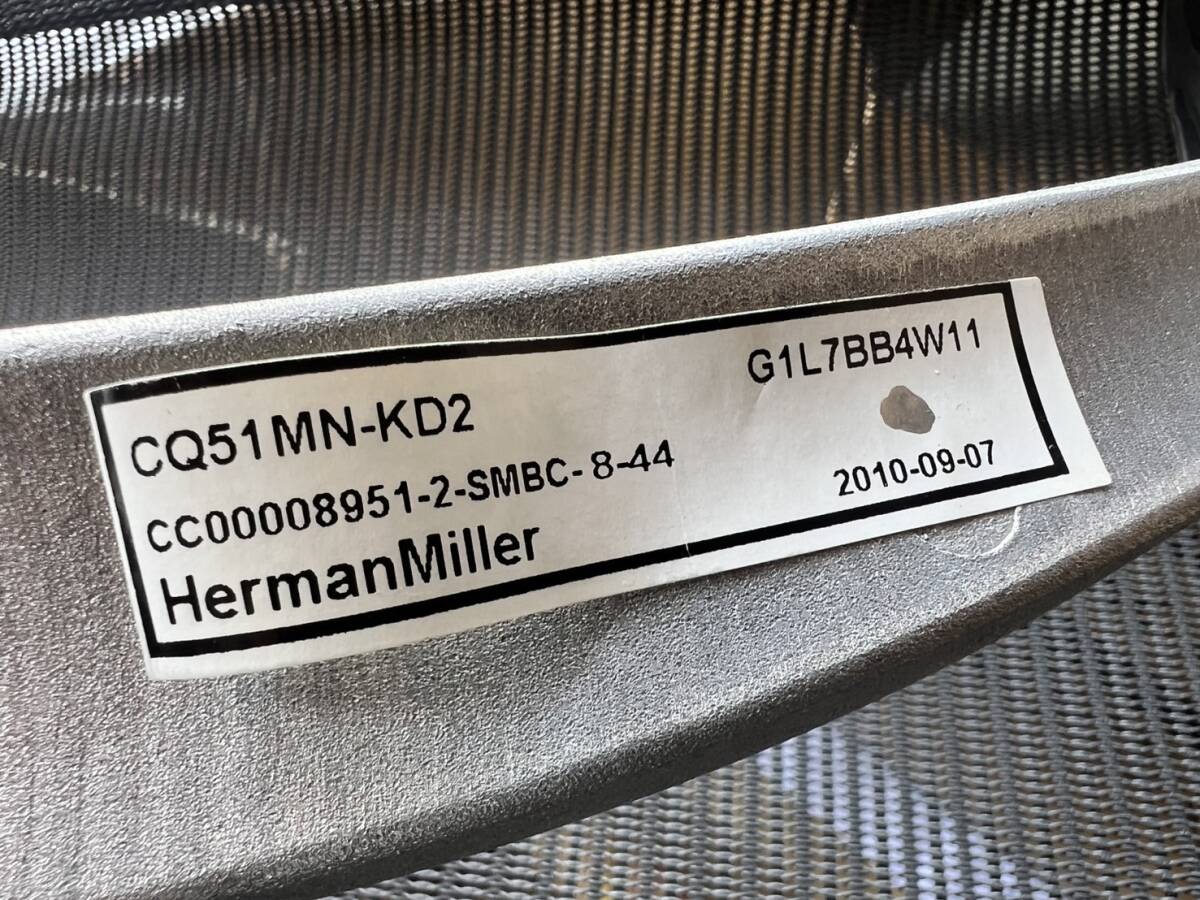 G1L7BB4W11
CQ51MN-KD2
CC00008951-2-SMBC- 8-44
2010-09-07
HermanMiller